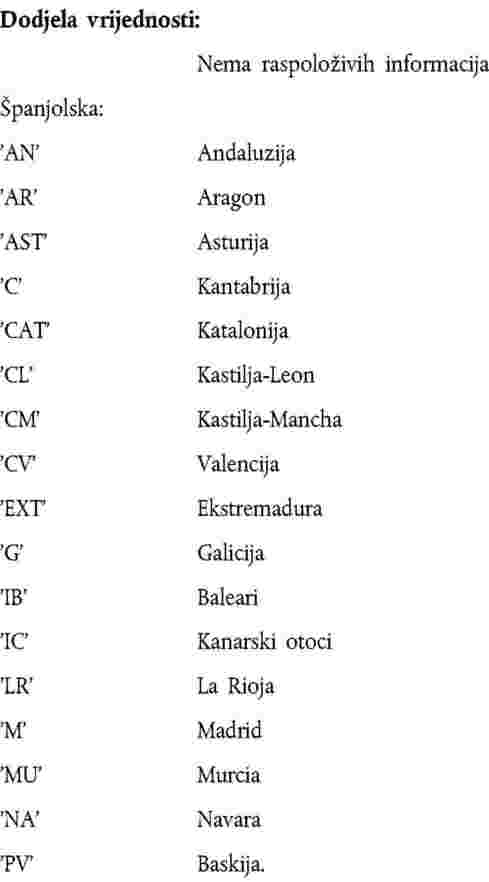 Dodjela vrijednosti:
Nema raspoloživih informacija
Španjolska:
'AN' Andaluzija
'AR' Aragon
'AST' Asturija
'C' Kantabrija
'CAT' Katalonija
'CL' Kastilja-Leon
'CM' Kastilja-Mancha
'CV' Valencija
'EXT' Ekstremadura
'G' Galicija
'IB' Baleari
'IC' Kanarski otoci
'LR' La Rioja
'M' Madrid
'MU' Murcia
'NA' Navara
'PV' Baskija.